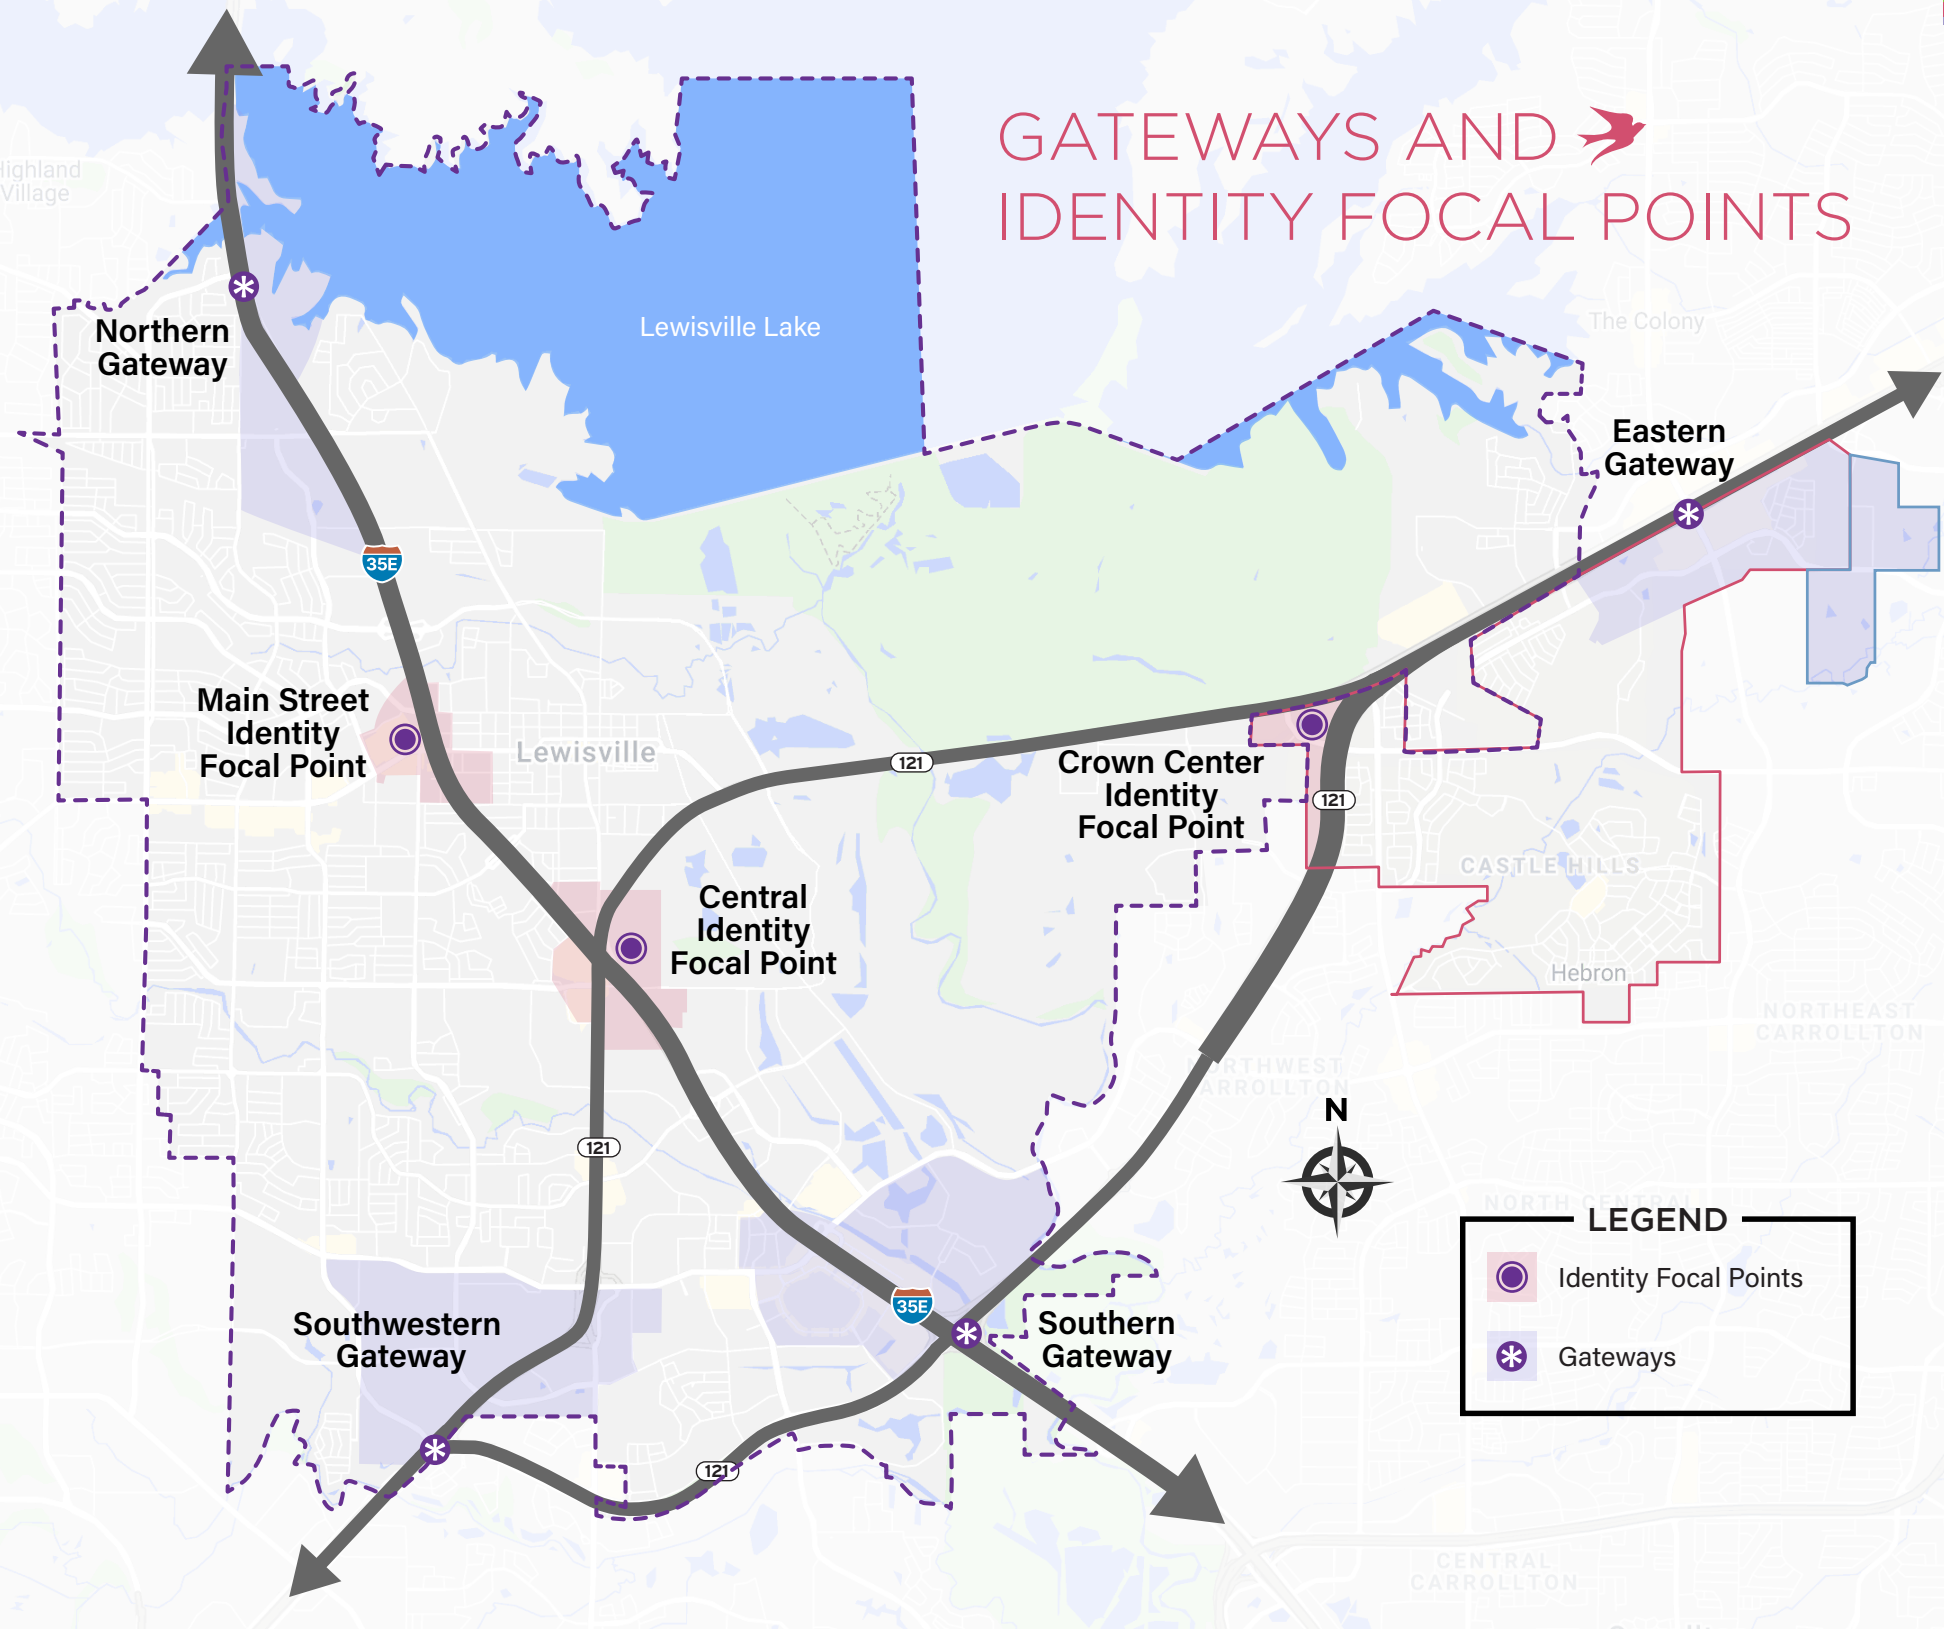 GATEWAYS AND
IDENTITY FOCAL POINTS
Highland
Village
Lewisville Lake
The Colony
Northern
Gateway
Eastern
Gateway
35E
Main Street
Identity
Focal Point
Lewisville
121
Crown Center
Identity
Focal Point
121
CASTLE HILLS
Central
Identity
Focal Point
Hebron
NORTHEAST
CARROLLTON
NORTHWEST
CARROLLTON
N
121
NORTH CENTRAL
LEGEND
Identity Focal Points
Gateways
35E
Southwestern
Gateway
Southern
Gateway
121
CENTRAL
CARROLLTON